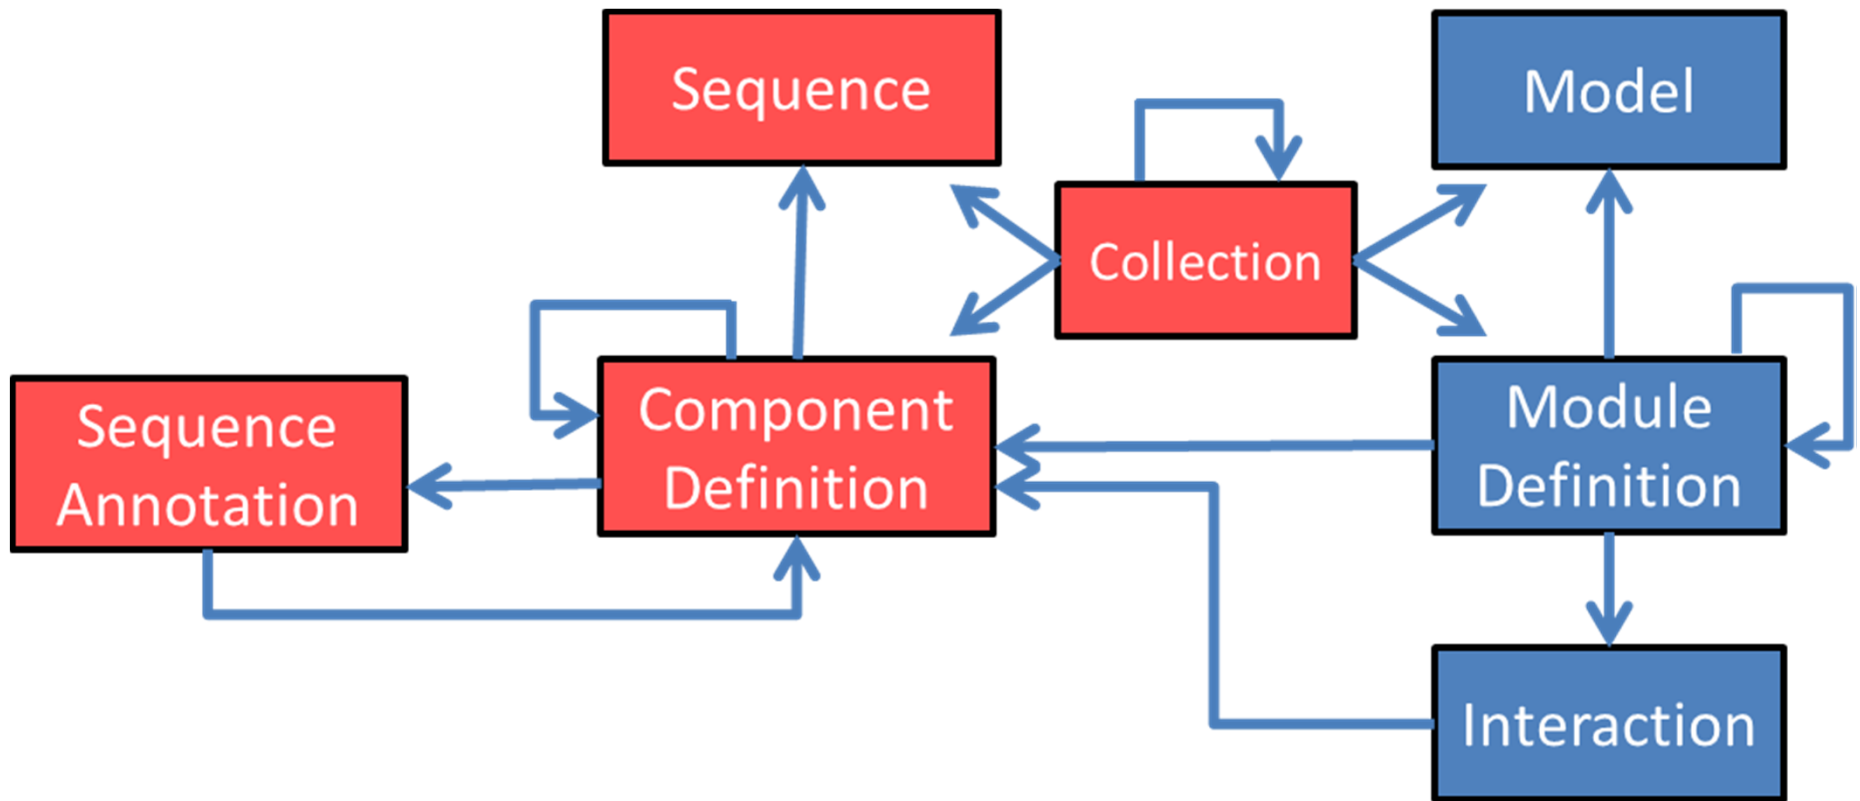 Sequence
Model
Collection
Component
Definition
Module
Definition
Sequence
Annotation
Interaction